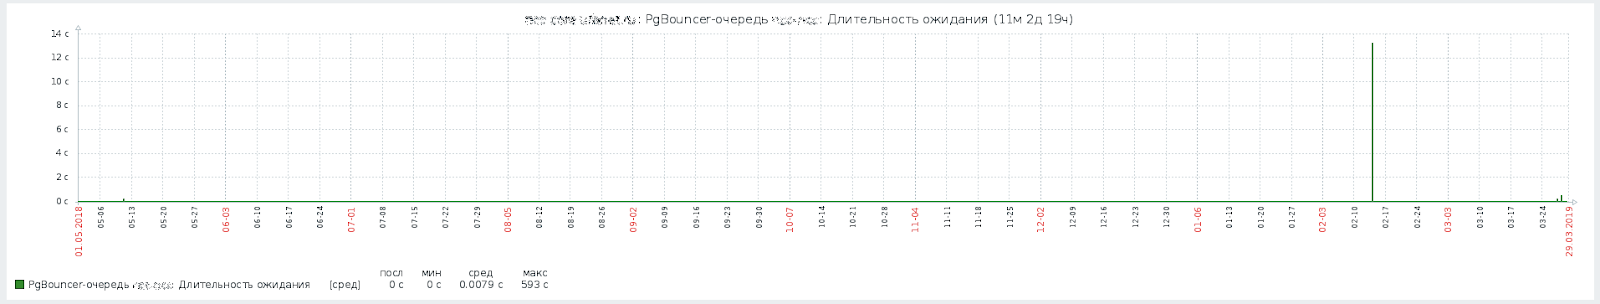 : PgBouncer-очередь : Длительность ожидания (11м 2д 19ч)
14 с
12 с
10 с
8 с
6 с
4 с
2 с
0 с
01.05.2018 05-06 05-13 05-20 05-27 06-03 06-10 06-17 06-24 07-01 07-08 07-15 07-22 07-29 08-05 08-12 08-19 08-26 09-02 09-09 09-16 09-23 09-30 10-07 10-14 10-21 10-28 11-04 11-11 11-18 11-25 12-02 12-09 12-16 12-23 12-30 01-06 01-13 01-20 01-27 02-03 02-10 02-17 02-24 03-03 03-10 03-17 03-24 29.03.2019
посл мин сред макс
PgBouncer-очередь : Длительность ожидания [сред] 0 с 0 с 0.0079 с 593 с